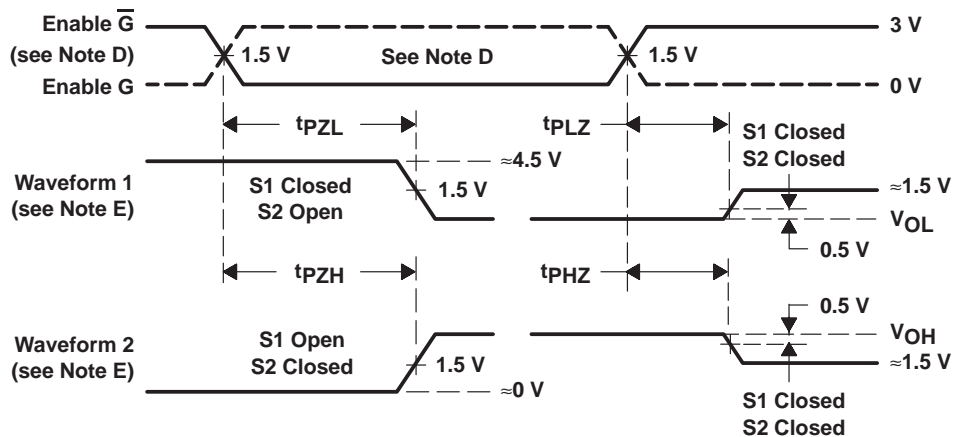 Enable G̅
(see Note D)
Enable G
1.5 V
See Note D
1.5 V
3 V
0 V
tPZL
tPLZ
S1 Closed
S2 Closed
Waveform 1
(see Note E)
S1 Closed
S2 Open
≈4.5 V
1.5 V
≈1.5 V
VOL
0.5 V
tPZH
tPHZ
0.5 V
Waveform 2
(see Note E)
S1 Open
S2 Closed
1.5 V
≈0 V
VOH
≈1.5 V
S1 Closed
S2 Closed